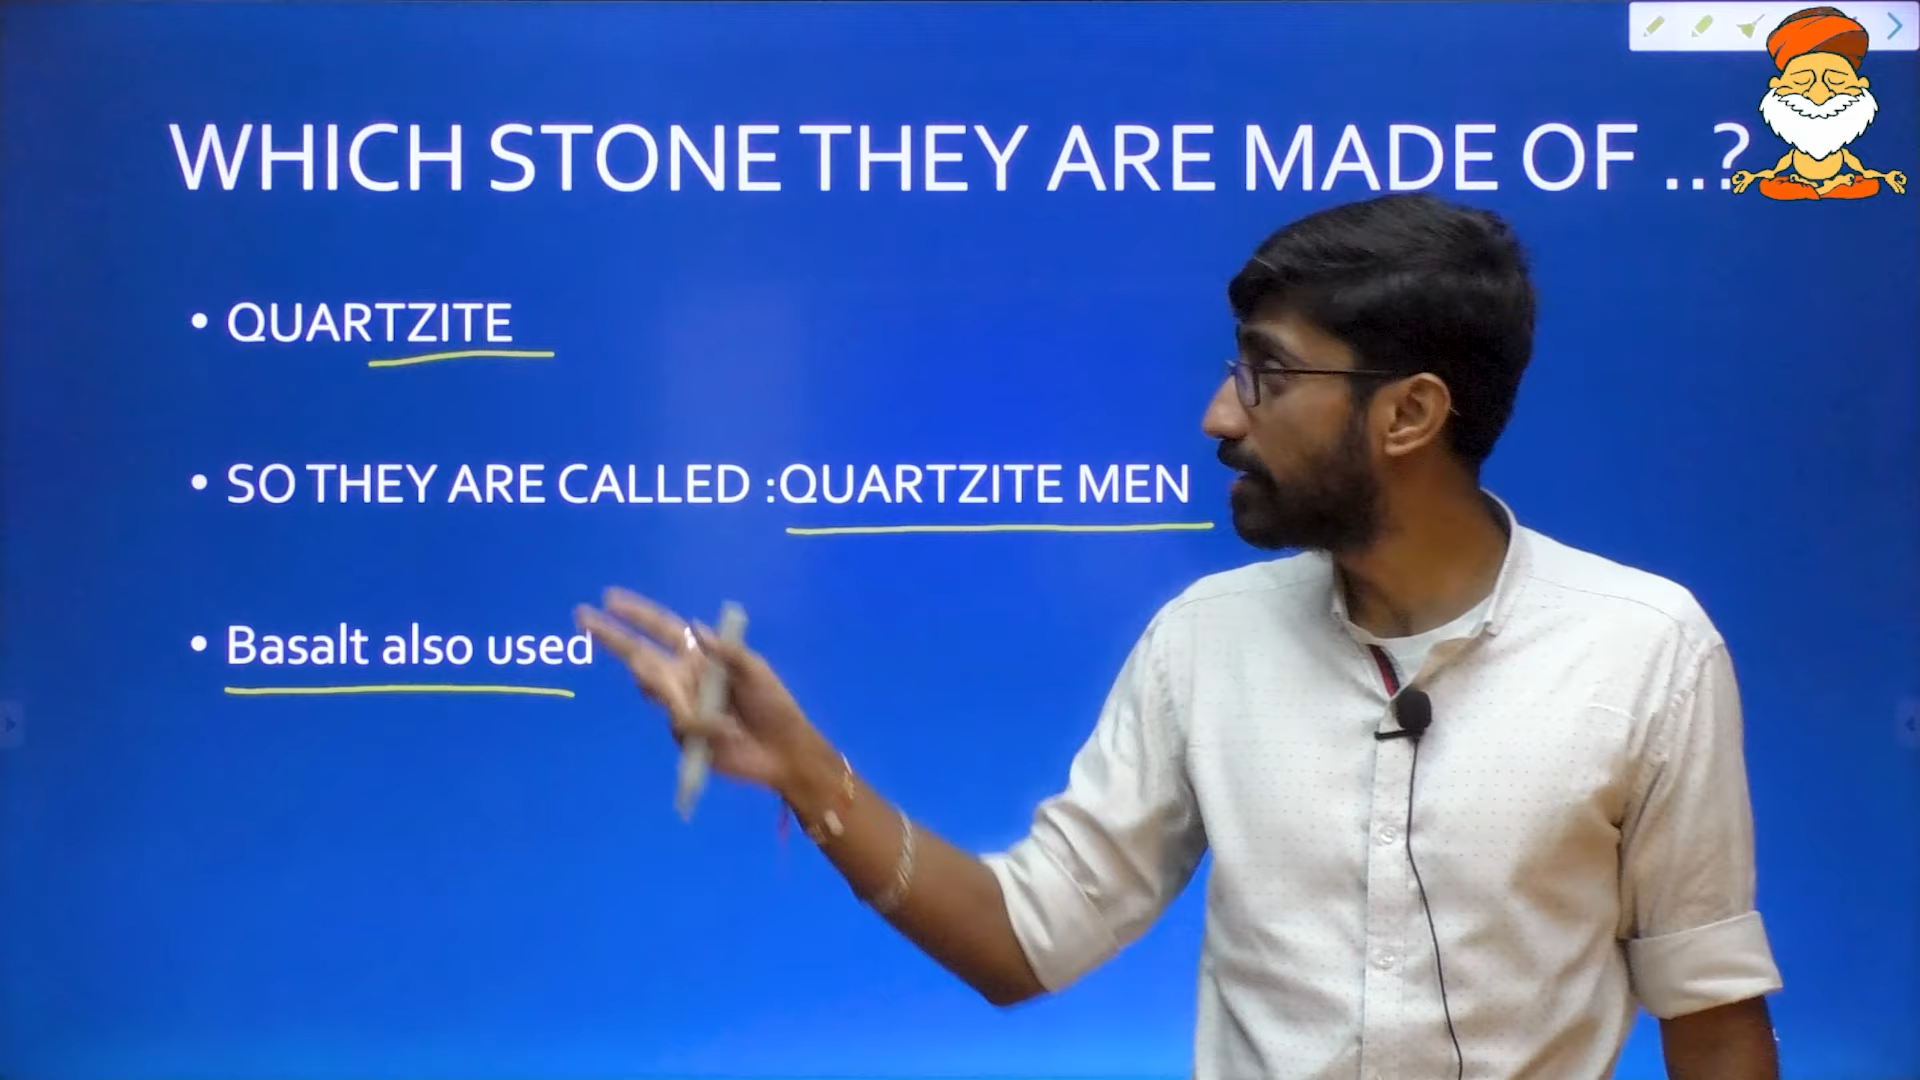 WHICH STONE THEY ARE MADE OF ..?
• QUARTZITE
• SO THEY ARE CALLED :QUARTZITE MEN
• Basalt also used